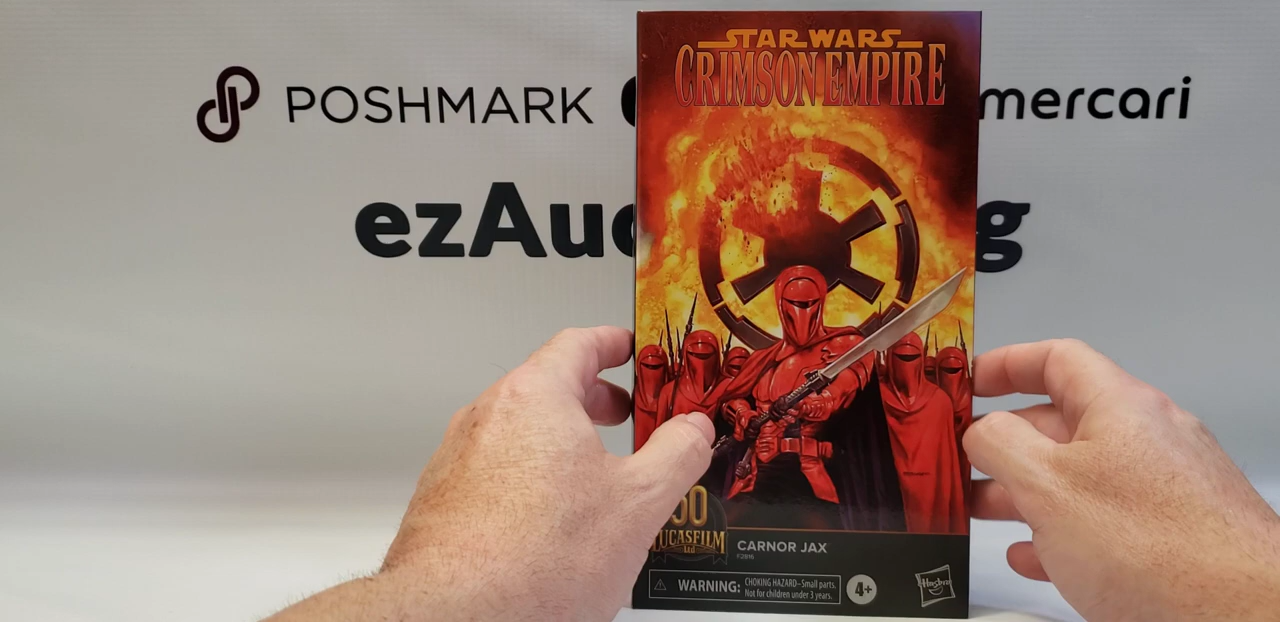 STAR WARS
CRIMSON EMPIRE
POSHMARK
mercari
ezAuc
g
50
LUCASFILM
Ltd
CARNOR JAX
F2816
WARNING: CHOKING HAZARD–Small parts.
Not for children under 3 years.
4+
Hasbro